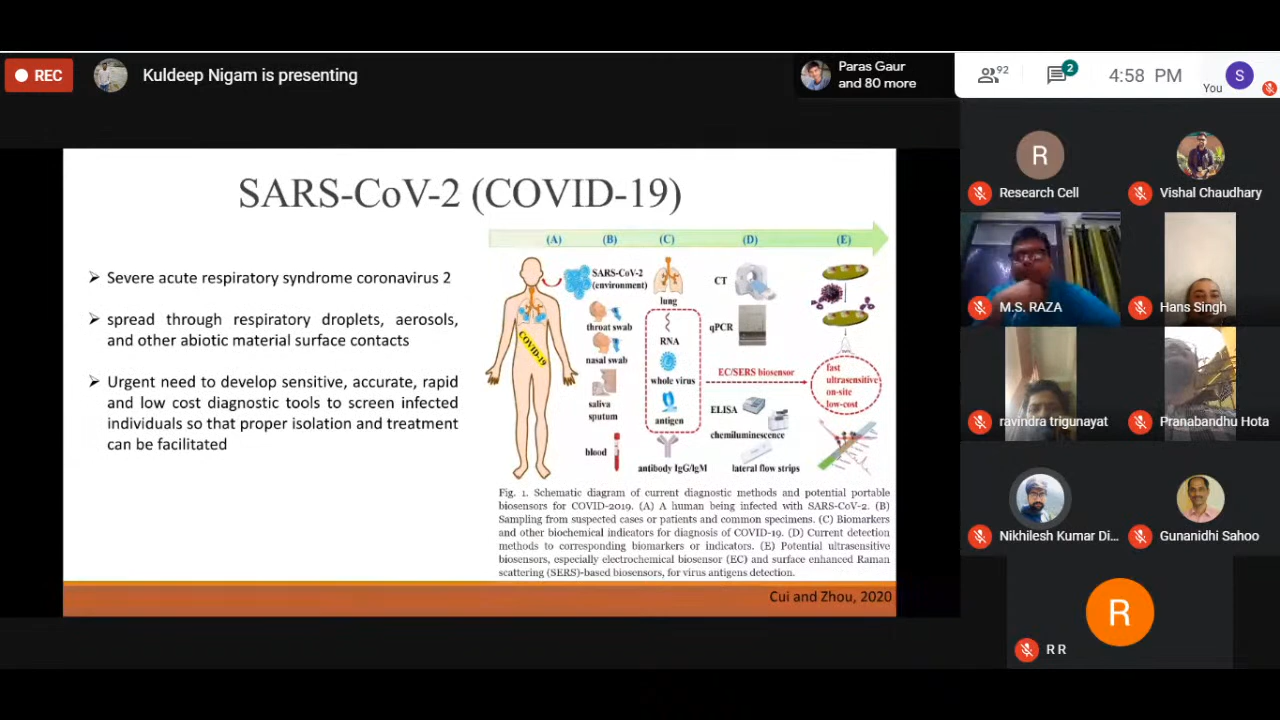 REC
Kuldeep Nigam is presenting
Paras Gaur
and 80 more
92
2
4:58 PM
You
S
SARS-CoV-2 (COVID-19)
➢ Severe acute respiratory syndrome coronavirus 2
➢ spread through respiratory droplets, aerosols,
and other abiotic material surface contacts
➢ Urgent need to develop sensitive, accurate, rapid
and low cost diagnostic tools to screen infected
individuals so that proper isolation and treatment
can be facilitated
(A) (B) (C) (D) (E)
COVID-19
SARS-CoV-2
(environment)
throat swab
nasal swab
saliva
sputum
blood
lung
RNA
whole virus
antigen
antibody IgG/IgM
CT
qPCR
EC/SERS biosensor
ELISA
chemiluminescence
lateral flow strips
fast
ultrasensitive
on-site
low-cost
Fig. 1. Schematic diagram of current diagnostic methods and potential portable
biosensors for COVID-2019. (A) A human being infected with SARS-CoV-2. (B)
Sampling from suspected cases or patients and common specimens. (C) Biomarkers
and other biochemical indicators for diagnosis of COVID-19. (D) Current detection
methods to corresponding biomarkers or indicators. (E) Potential ultrasensitive
biosensors, especially electrochemical biosensor (EC) and surface enhanced Raman
scattering (SERS)-based biosensors, for virus antigens detection.
Cui and Zhou, 2020
R
Research Cell
Vishal Chaudhary
M.S. RAZA
Hans Singh
ravindra trigunayat
Pranabandhu Hota
Nikhilesh Kumar Di...
Gunanidhi Sahoo
R
R R